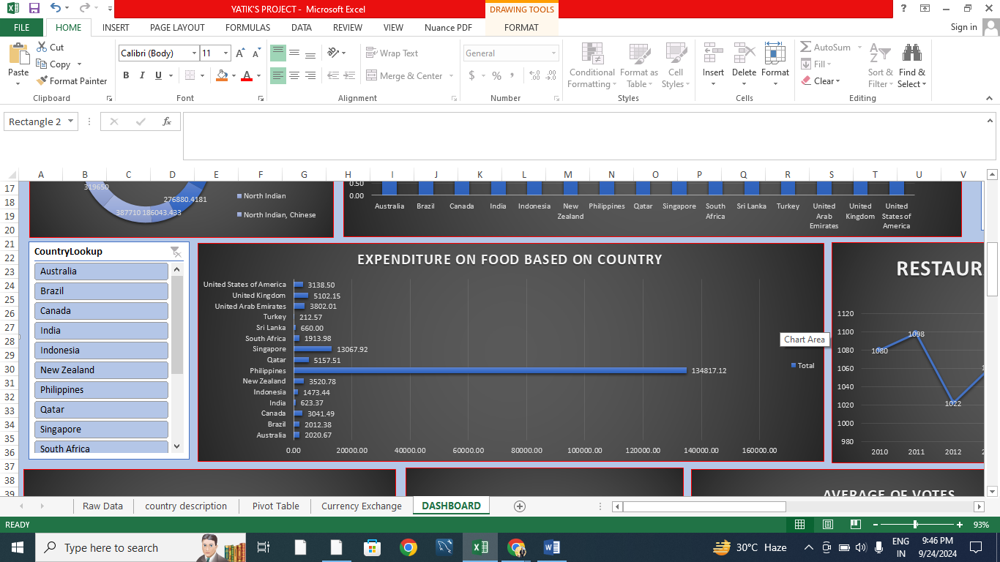 YATIK'S PROJECT - Microsoft Excel
DRAWING TOOLS
FILE HOME INSERT PAGE LAYOUT FORMULAS DATA REVIEW VIEW Nuance PDF FORMAT Sign in
Paste
Cut
Copy
Format Painter
Clipboard
Calibri (Body) 11
B I U
Font
Wrap Text
Merge & Center
Alignment
General
$ % ,
Number
Conditional Formatting
Format as Table
Cell Styles
Styles
Insert Delete Format
Cells
AutoSum
Fill
Clear
Sort & Filter
Find & Select
Editing
Rectangle 2
fx
A B C D E F G H I J K L M N O P Q R S T U V
17
18
19
20
21
22
23
24
25
26
27
28
29
30
31
32
33
34
35
36
37
38
39
319650
276880.4181
387710 186043.433
North Indian
North Indian, Chinese
0.50
0.00
Australia Brazil Canada India Indonesia New Zealand Philippines Qatar Singapore South Africa Sri Lanka Turkey United Arab Emirates United Kingdom United States of America
CountryLookup
Australia
Brazil
Canada
India
Indonesia
New Zealand
Philippines
Qatar
Singapore
South Africa
EXPENDITURE ON FOOD BASED ON COUNTRY
United States of America 3138.50
United Kingdom 5102.15
United Arab Emirates 3802.01
Turkey 212.57
Sri Lanka 660.00
South Africa 1913.98
Singapore 13067.92
Qatar 5157.51
Philippines 134817.12
New Zealand 3520.78
Indonesia 1473.44
India 623.37
Canada 3041.49
Brazil 2012.38
Australia 2020.67
0.00 20000.00 40000.00 60000.00 80000.00 100000.00 120000.00 140000.00 160000.00
Total
Chart Area
RESTAUR
1120
1100
1080
1060
1040
1020
1000
980
1080
1098
1022
2010 2011 2012
AVERAGE OF VOTES
Raw Data country description Pivot Table Currency Exchange DASHBOARD
READY
93%
Type here to search
30°C Haze
ENG
IN
9:46 PM
9/24/2024